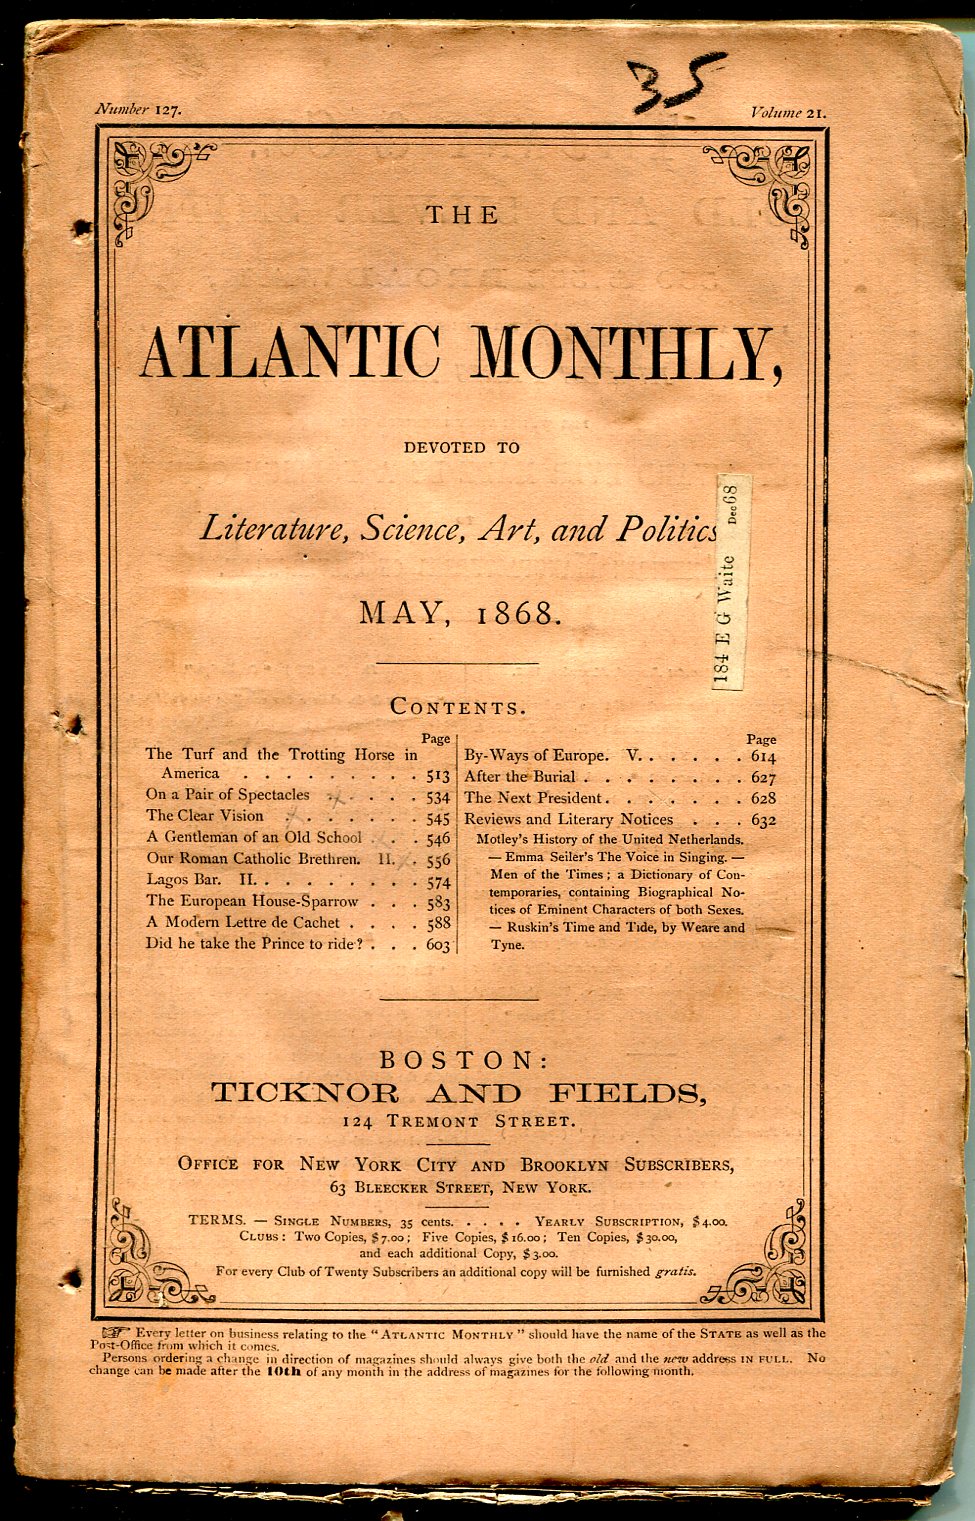 35
Number 127.
Volume 21.
THE
ATLANTIC MONTHLY,
DEVOTED TO
Literature, Science, Art, and Politics
184 E G Waite Dec 68
MAY, 1868.
CONTENTS.
Page
The Turf and the Trotting Horse in
America . . . . . . . . . 513
On a Pair of Spectacles . . . . . 534
The Clear Vision . . . . . . . 545
A Gentleman of an Old School . . . 546
Our Roman Catholic Brethren. II. . 556
Lagos Bar. II. . . . . . . . . 574
The European House-Sparrow . . . 583
A Modern Lettre de Cachet . . . . 588
Did he take the Prince to ride? . . . 603
Page
By-Ways of Europe. V. . . . . . 614
After the Burial . . . . . . . . 627
The Next President . . . . . . . 628
Reviews and Literary Notices . . . 632
Motley's History of the United Netherlands.
— Emma Seiler's The Voice in Singing. —
Men of the Times; a Dictionary of Con-
temporaries, containing Biographical No-
tices of Eminent Characters of both Sexes.
— Ruskin's Time and Tide, by Weare and
Tyne.
BOSTON:
TICKNOR AND FIELDS,
124 TREMONT STREET.
OFFICE FOR NEW YORK CITY AND BROOKLYN SUBSCRIBERS,
63 BLEECKER STREET, NEW YORK.
TERMS. — SINGLE NUMBERS, 35 cents. . . . . YEARLY SUBSCRIPTION, $4.00.
CLUBS: Two Copies, $7.00; Five Copies, $16.00; Ten Copies, $30.00,
and each additional Copy, $3.00.
For every Club of Twenty Subscribers an additional copy will be furnished gratis.
☞ Every letter on business relating to the "ATLANTIC MONTHLY" should have the name of the STATE as well as the
Post-Office from which it comes.
Persons ordering a change in direction of magazines should always give both the old and the new address IN FULL. No
change can be made after the 10th of any month in the address of magazines for the following month.